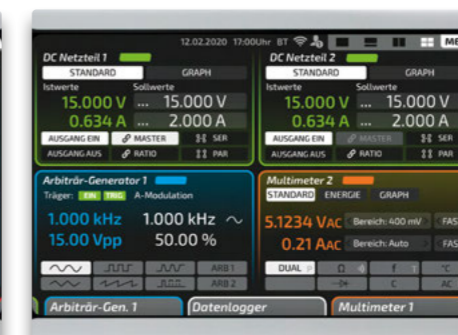 12.02.2020 17:00Uhr BT
DC Netzteil 1
STANDARD GRAPH
Istwerte Sollwerte
15.000 V ... 15.000 V
0.634 A ... 2.000 A
AUSGANG EIN MASTER SER
AUSGANG AUS RATIO PAR
DC Netzteil 2
STANDARD GRAPH
Istwerte Sollwerte
15.000 V ... 15.000 V
0.634 A ... 2.000 A
AUSGANG EIN MASTER SER
AUSGANG AUS RATIO PAR
Arbiträr-Generator 1
Träger: EIN TRIG A-Modulation
1.000 kHz 1.000 kHz
15.00 Vpp 50.00 %
ARB 1
ARB 2
Multimeter 2
STANDARD ENERGIE GRAPH
5.1234 VAC Bereich: 400 mV FAS
0.21 AAC Bereich: Auto FAS
DUAL P Ω f °C
C AC
Arbiträr-Gen. 1 Datenlogger Multimeter 1